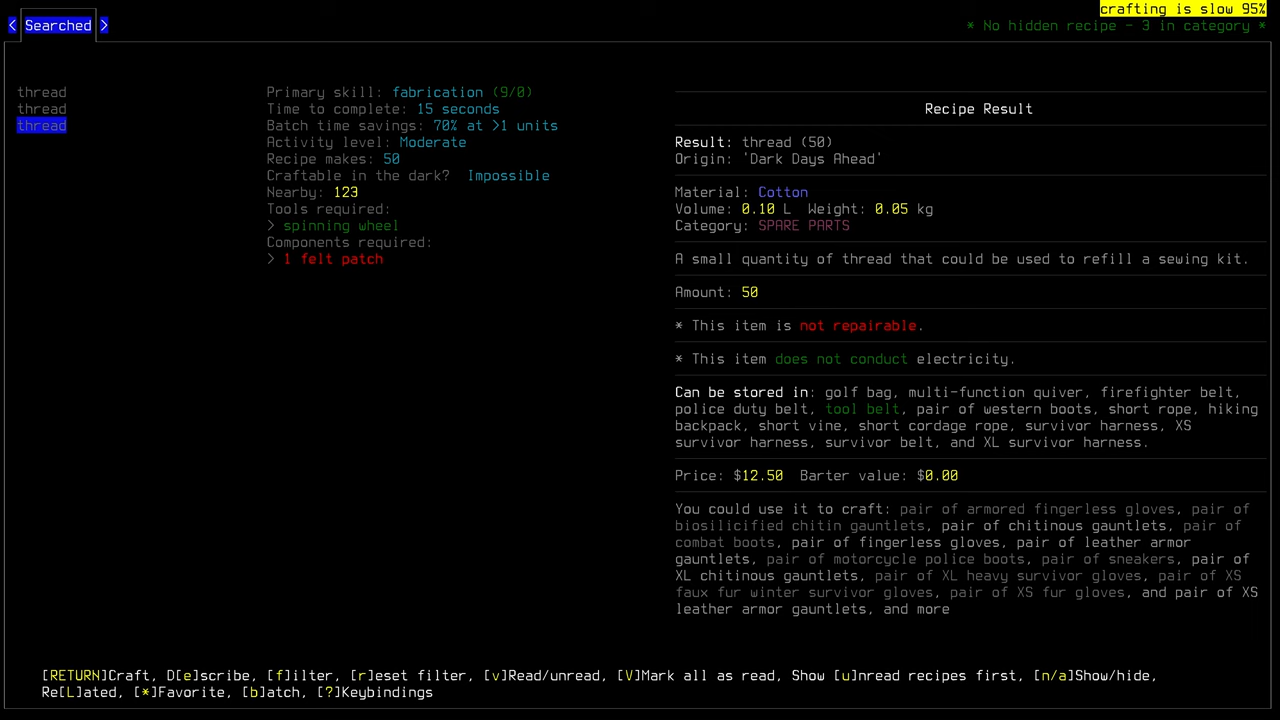 crafting is slow 95%
< Searched >
* No hidden recipe - 3 in category *
thread
thread
thread
Primary skill: fabrication (9/0)
Time to complete: 15 seconds
Batch time savings: 70% at >1 units
Activity level: Moderate
Recipe makes: 50
Craftable in the dark? Impossible
Nearby: 123
Tools required:
> spinning wheel
Components required:
> 1 felt patch
Recipe Result
Result: thread (50)
Origin: 'Dark Days Ahead'
Material: Cotton
Volume: 0.10 L Weight: 0.05 kg
Category: SPARE PARTS
A small quantity of thread that could be used to refill a sewing kit.
Amount: 50
* This item is not repairable.
* This item does not conduct electricity.
Can be stored in: golf bag, multi-function quiver, firefighter belt,
police duty belt, tool belt, pair of western boots, short rope, hiking
backpack, short vine, short cordage rope, survivor harness, XS
survivor harness, survivor belt, and XL survivor harness.
Price: $12.50 Barter value: $0.00
You could use it to craft: pair of armored fingerless gloves, pair of
biosilicified chitin gauntlets, pair of chitinous gauntlets, pair of
combat boots, pair of fingerless gloves, pair of leather armor
gauntlets, pair of motorcycle police boots, pair of sneakers, pair of
XL chitinous gauntlets, pair of XL heavy survivor gloves, pair of XS
faux fur winter survivor gloves, pair of XS fur gloves, and pair of XS
leather armor gauntlets, and more
[RETURN]Craft, D[e]scribe, [f]ilter, [r]eset filter, [v]Read/unread, [V]Mark all as read, Show [u]nread recipes first, [n/a]Show/hide,
Re[L]ated, [*]Favorite, [b]atch, [?]Keybindings